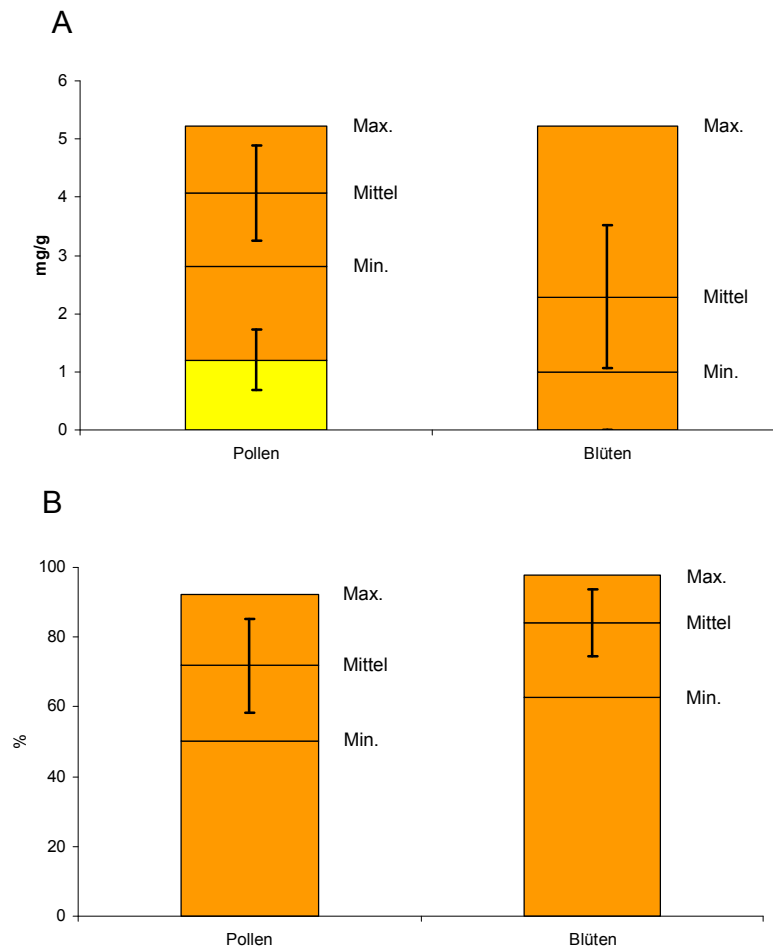 A
6
5
4
3
2
1
0
mg/g
Max.
Mittel
Min.
Max.
Mittel
Min.
Pollen
Blüten
B
100
80
60
40
20
0
%
Max.
Mittel
Min.
Max.
Mittel
Min.
Pollen
Blüten